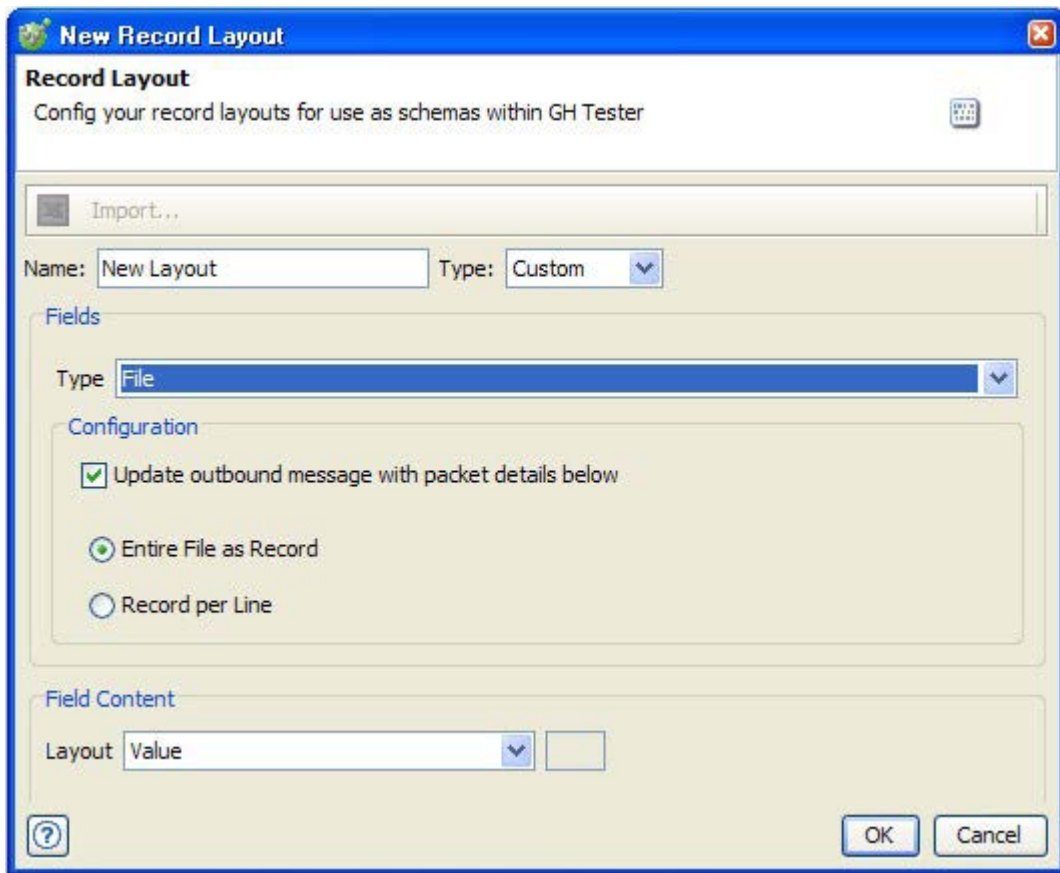 New Record Layout
Record Layout
Config your record layouts for use as schemas within GH Tester
Import...
Name: New Layout Type: Custom
Fields
Type File
Configuration
Update outbound message with packet details below
Entire File as Record
Record per Line
Field Content
Layout Value
? OK Cancel